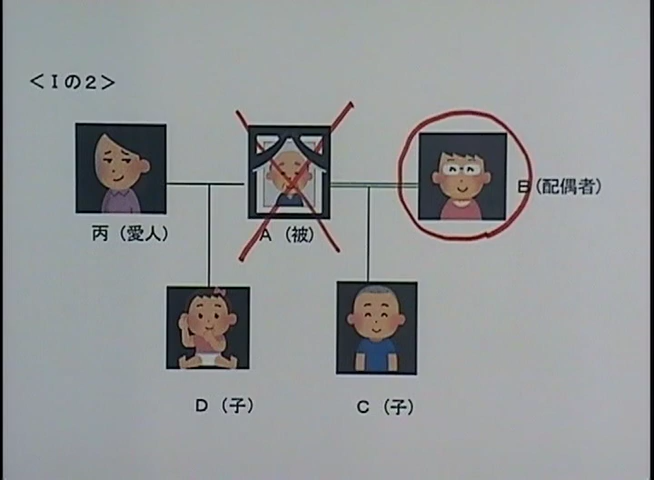 <Ⅰの2>
丙（愛人）
A（被）
B（配偶者）
D（子）
C（子）